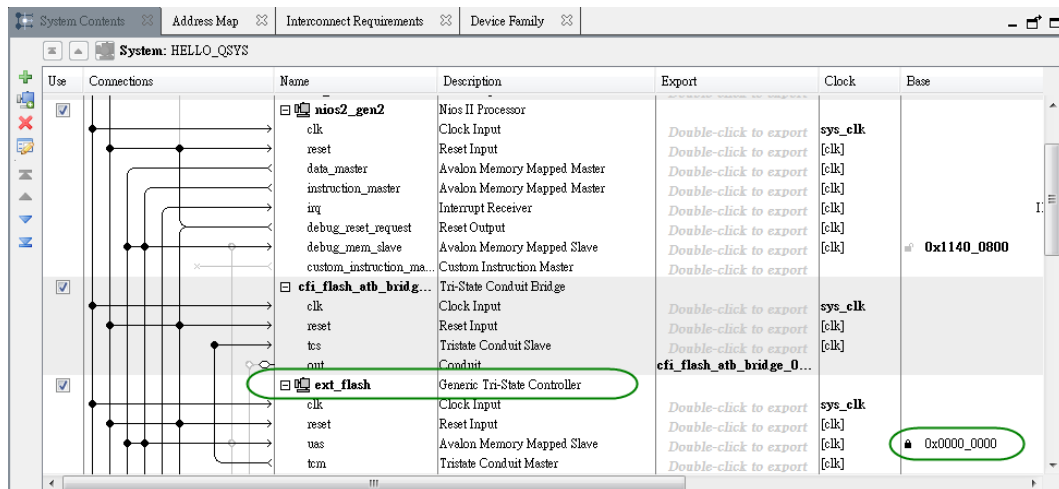 System Contents Address Map Interconnect Requirements Device Family
System: HELLO_QSYS
Use Connections Name Description Export Clock Base
nios2_gen2 Nios II Processor
clk Clock Input Double-click to export sys_clk
reset Reset Input Double-click to export [clk]
data_master Avalon Memory Mapped Master Double-click to export [clk]
instruction_master Avalon Memory Mapped Master Double-click to export [clk]
irq Interrupt Receiver Double-click to export [clk]
debug_reset_request Reset Output Double-click to export [clk]
debug_mem_slave Avalon Memory Mapped Slave Double-click to export [clk] 0x1140_0800
custom_instruction_ma... Custom Instruction Master Double-click to export
cfi_flash_atb_bridg... Tri-State Conduit Bridge
clk Clock Input Double-click to export sys_clk
reset Reset Input Double-click to export [clk]
tcs Tristate Conduit Slave Double-click to export [clk]
out Conduit cfi_flash_atb_bridge_0...
ext_flash Generic Tri-State Controller
clk Clock Input Double-click to export sys_clk
reset Reset Input Double-click to export [clk]
uas Avalon Memory Mapped Slave Double-click to export [clk] 0x0000_0000
tcm Tristate Conduit Master Double-click to export [clk]